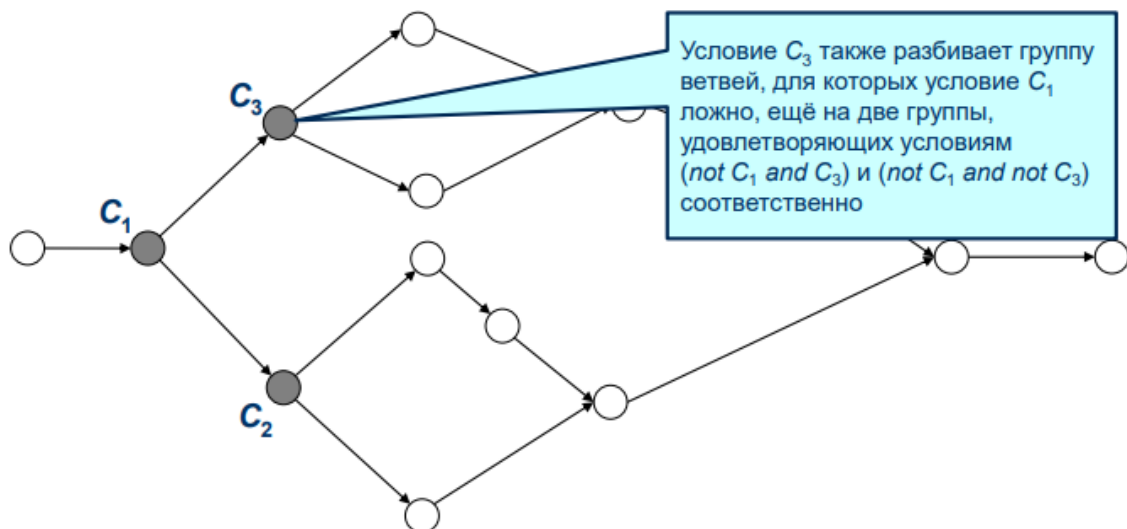 Условие C₃ также разбивает группу
ветвей, для которых условие C₁
ложно, ещё на две группы,
удовлетворяющих условиям
(not C₁ and C₃) и (not C₁ and not C₃)
соответственно
C₃
C₁
C₂